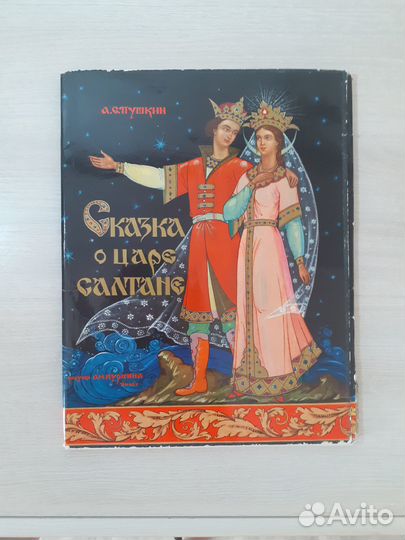 А.С.ПУШКИН
Сказка
о царе
Салтане
Avito